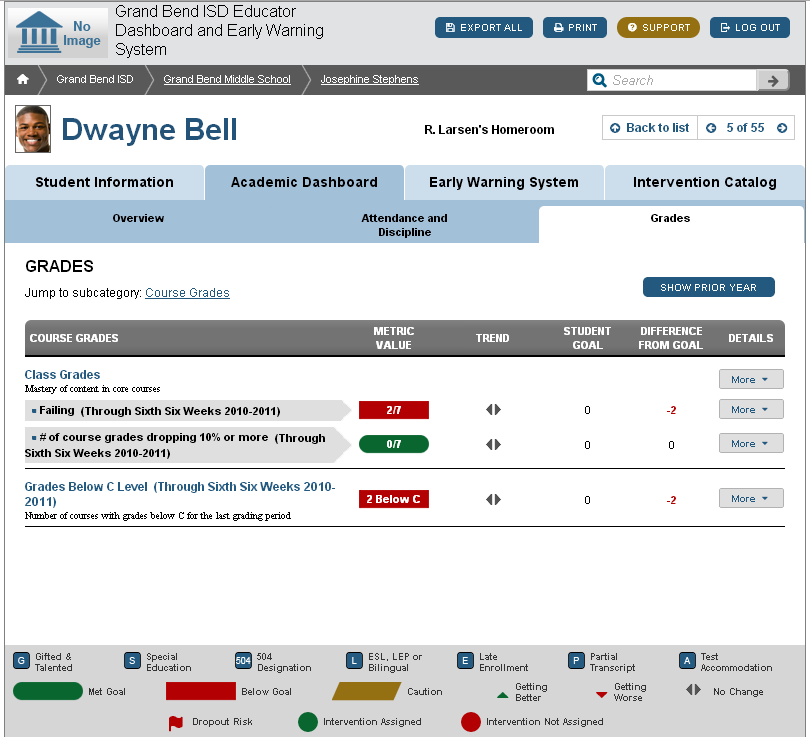 No Image
Grand Bend ISD Educator
Dashboard and Early Warning
System
EXPORT ALL
PRINT
SUPPORT
LOG OUT
Grand Bend ISD
Grand Bend Middle School
Josephine Stephens
Search
Dwayne Bell
R. Larsen's Homeroom
Back to list
5 of 55
Student Information
Academic Dashboard
Early Warning System
Intervention Catalog
Overview
Attendance and
Discipline
Grades
GRADES
Jump to subcategory: Course Grades
SHOW PRIOR YEAR
COURSE GRADES
METRIC
VALUE
TREND
STUDENT
GOAL
DIFFERENCE
FROM GOAL
DETAILS
Class Grades
Mastery of content in core courses
More
Failing (Through Sixth Six Weeks 2010-2011)
2/7
0
-2
More
# of course grades dropping 10% or more (Through
Sixth Six Weeks 2010-2011)
0/7
0
0
More
Grades Below C Level (Through Sixth Six Weeks 2010-
2011)
Number of courses with grades below C for the last grading period
2 Below C
0
-2
More
G Gifted &
Talented
S Special
Education
504 504
Designation
L ESL, LEP or
Bilingual
E Late
Enrollment
P Partial
Transcript
A Test
Accommodation
Met Goal
Below Goal
Caution
Getting
Better
Getting
Worse
No Change
Dropout Risk
Intervention Assigned
Intervention Not Assigned